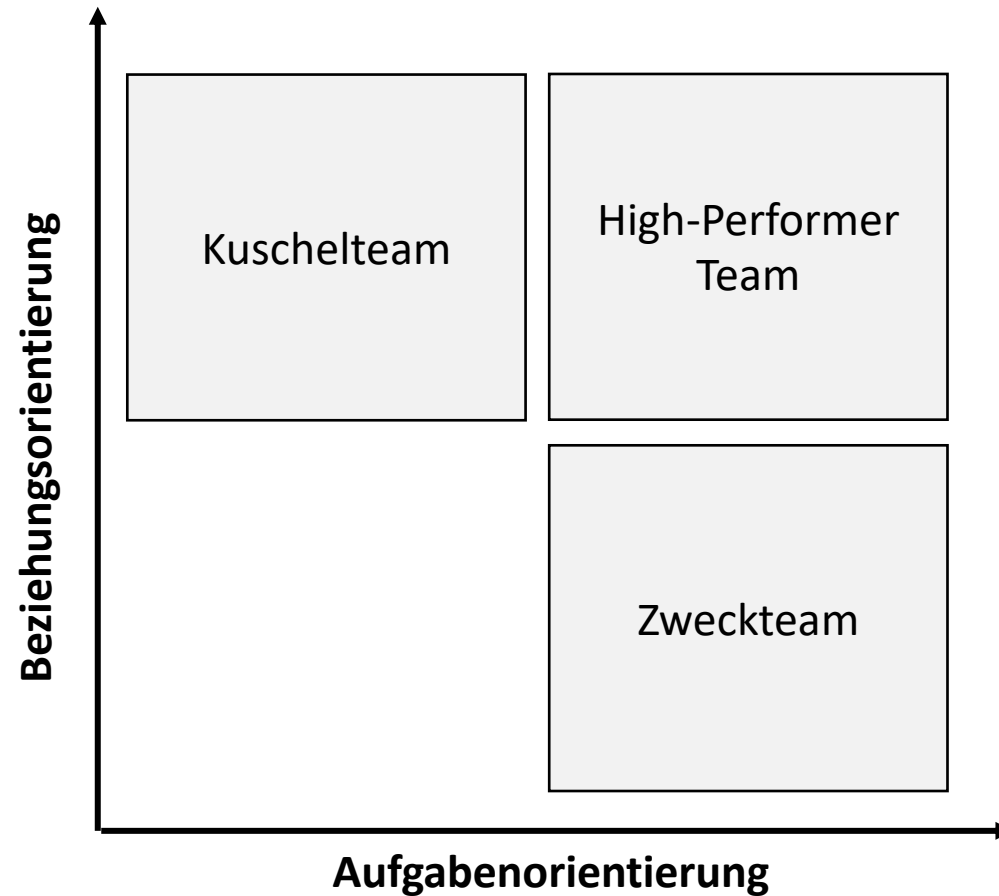 Beziehungsorientierung
Kuschelteam
High-Performer
Team
Zweckteam
Aufgabenorientierung